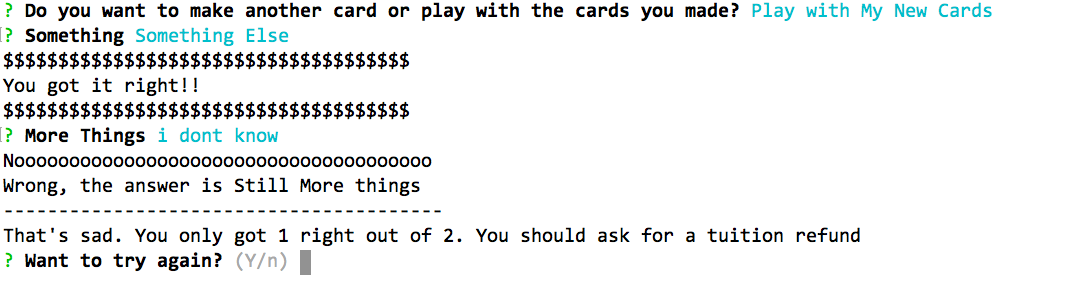 ? Do you want to make another card or play with the cards you made? Play with My New Cards
? Something Something Else
$$$$$$$$$$$$$$$$$$$$$$$$$$$$$$$$$$$$$
You got it right!!
$$$$$$$$$$$$$$$$$$$$$$$$$$$$$$$$$$$$$
? More Things i dont know
Noooooooooooooooooooooooooooooooooooooo
Wrong, the answer is Still More things
----------------------------------------
That's sad. You only got 1 right out of 2. You should ask for a tuition refund
? Want to try again? (Y/n)